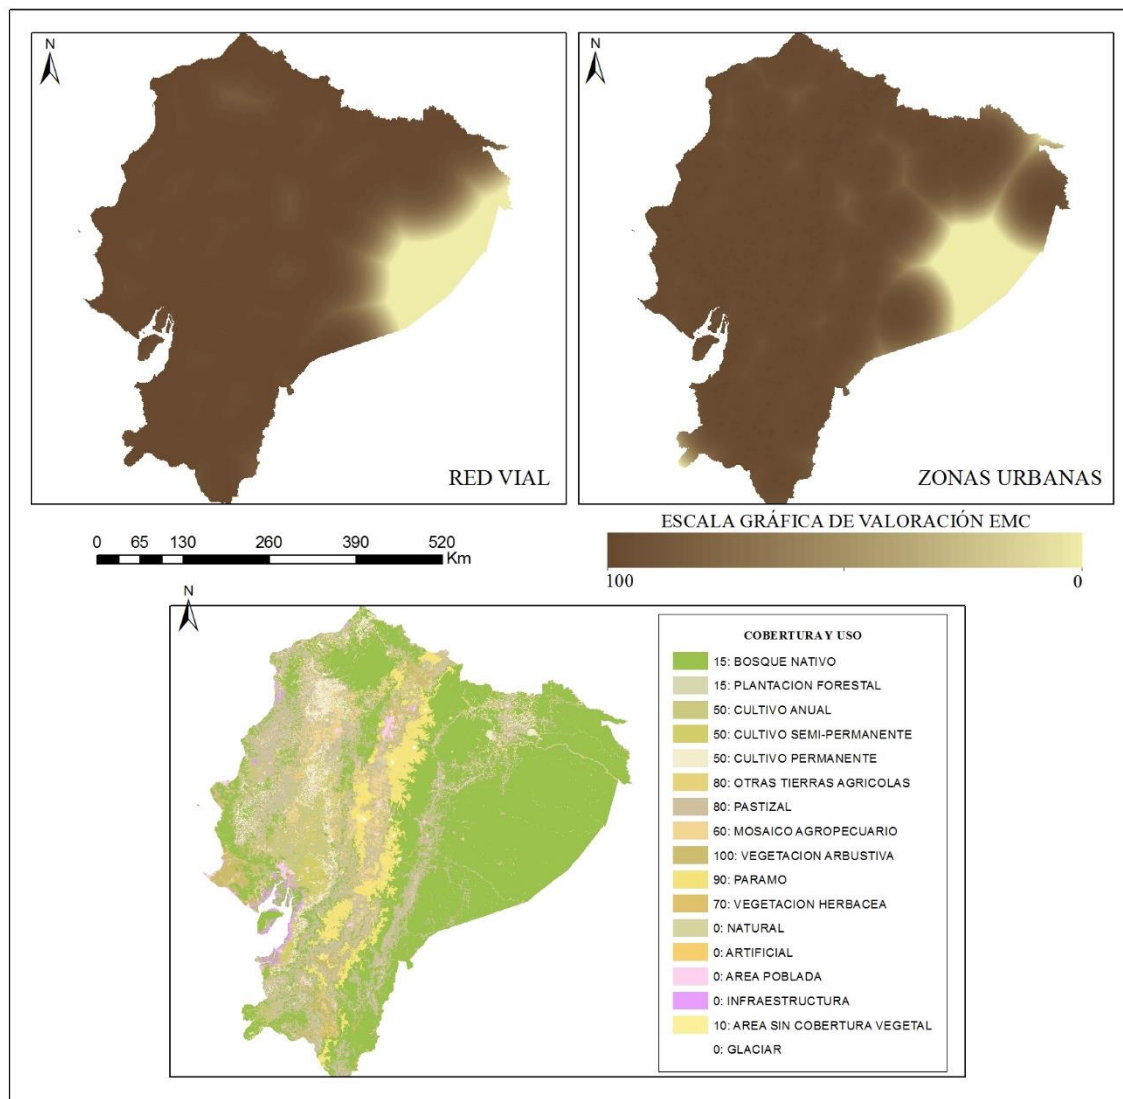 N
RED VIAL
N
ZONAS URBANAS
0 65 130 260 390 520
Km
ESCALA GRÁFICA DE VALORACIÓN EMC
100 0
N
COBERTURA Y USO
15: BOSQUE NATIVO
15: PLANTACION FORESTAL
50: CULTIVO ANUAL
50: CULTIVO SEMI-PERMANENTE
50: CULTIVO PERMANENTE
80: OTRAS TIERRAS AGRICOLAS
80: PASTIZAL
60: MOSAICO AGROPECUARIO
100: VEGETACION ARBUSTIVA
90: PARAMO
70: VEGETACION HERBACEA
0: NATURAL
0: ARTIFICIAL
0: AREA POBLADA
0: INFRAESTRUCTURA
10: AREA SIN COBERTURA VEGETAL
0: GLACIAR